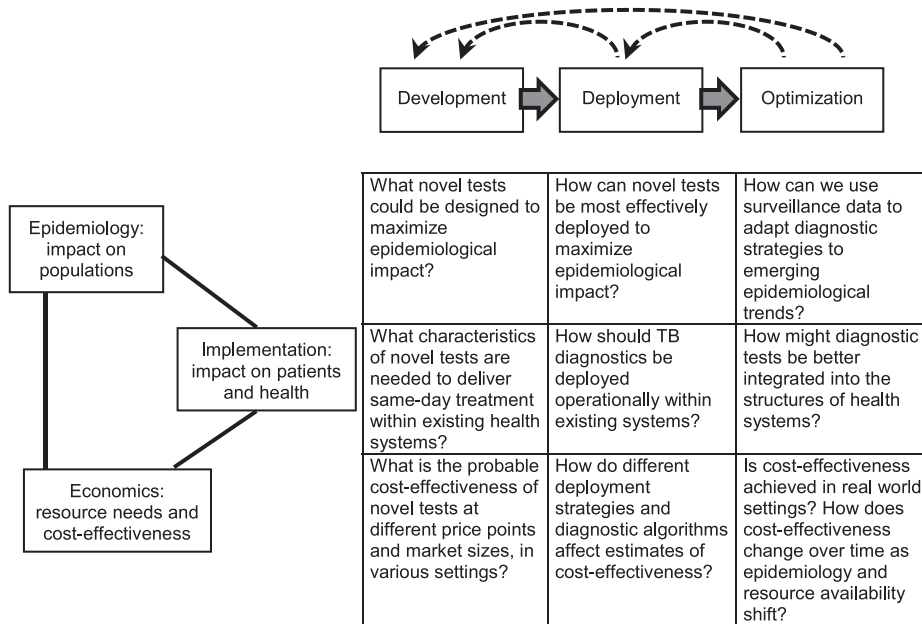 Development
Deployment
Optimization
Epidemiology:
impact on
populations
Implementation:
impact on patients
and health
Economics:
resource needs and
cost-effectiveness
What novel tests
could be designed to
maximize
epidemiological
impact?
How can novel tests
be most effectively
deployed to
maximize
epidemiological
impact?
How can we use
surveillance data to
adapt diagnostic
strategies to
emerging
epidemiological
trends?
What characteristics
of novel tests are
needed to deliver
same-day treatment
within existing health
systems?
How should TB
diagnostics be
deployed
operationally within
existing systems?
How might diagnostic
tests be better
integrated into the
structures of health
systems?
What is the probable
cost-effectiveness of
novel tests at
different price points
and market sizes, in
various settings?
How do different
deployment
strategies and
diagnostic algorithms
affect estimates of
cost-effectiveness?
Is cost-effectiveness
achieved in real world
settings? How does
cost-effectiveness
change over time as
epidemiology and
resource availability
shift?